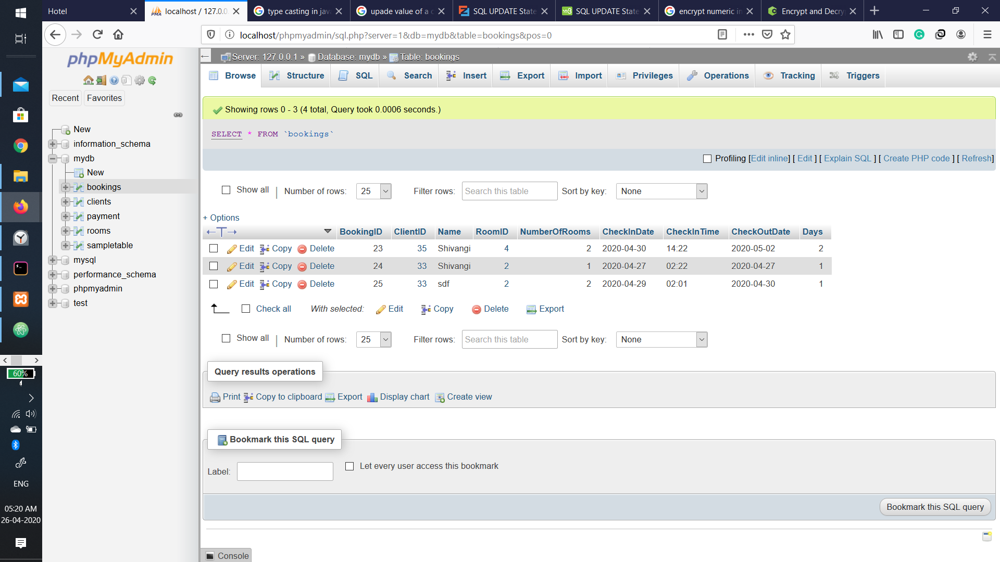 Hotel
localhost / 127.0.0
type casting in jav
upade value of a c
SQL UPDATE State
SQL UPDATE State
encrypt numeric in
Encrypt and Decry
localhost/phpmyadmin/sql.php?server=1&db=mydb&table=bookings&pos=0
phpMyAdmin
Recent
Favorites
New
information_schema
mydb
New
bookings
clients
payment
rooms
sampletable
mysql
performance_schema
phpmyadmin
test
Server: 127.0.0.1 » Database: mydb » Table: bookings
Browse Structure SQL Search Insert Export Import Privileges Operations Tracking Triggers
Showing rows 0 - 3 (4 total, Query took 0.0006 seconds.)
SELECT * FROM `bookings`
Profiling [Edit inline] [ Edit ] [ Explain SQL ] [ Create PHP code ] [ Refresh]
Show all | Number of rows: 25 Filter rows: Search this table Sort by key: None
+ Options
←T→ BookingID ClientID Name RoomID NumberOfRooms CheckInDate CheckInTime CheckOutDate Days
Edit Copy Delete 23 35 Shivangi 4 2 2020-04-30 14:22 2020-05-02 2
Edit Copy Delete 24 33 Shivangi 2 1 2020-04-27 02:22 2020-04-27 1
Edit Copy Delete 25 33 sdf 2 2 2020-04-29 02:01 2020-04-30 1
Check all With selected: Edit Copy Delete Export
Show all | Number of rows: 25 Filter rows: Search this table Sort by key: None
Query results operations
Print Copy to clipboard Export Display chart Create view
Bookmark this SQL query
Label:
Let every user access this bookmark
Bookmark this SQL query
Console
60%
ENG
05:20 AM
26-04-2020